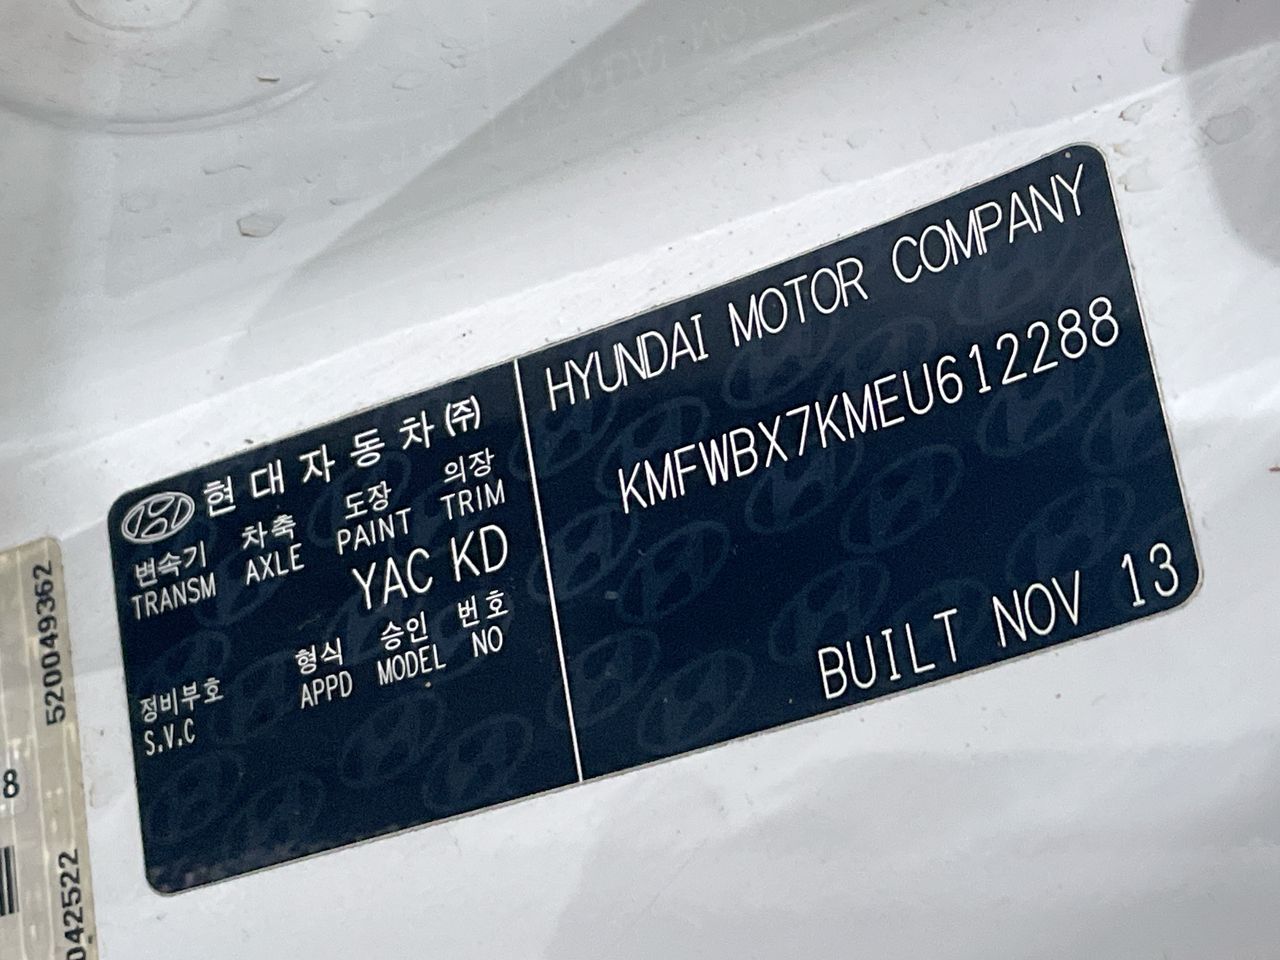 현대자동차(주)
변속기 차축 도장 의장
TRANSM AXLE PAINT TRIM
YAC KD
형식 승인 번호
APPD MODEL NO
정비부호
S.V.C
HYUNDAI MOTOR COMPANY
KMFWBX7KMEU612288
BUILT NOV 13
520049362
8
042522